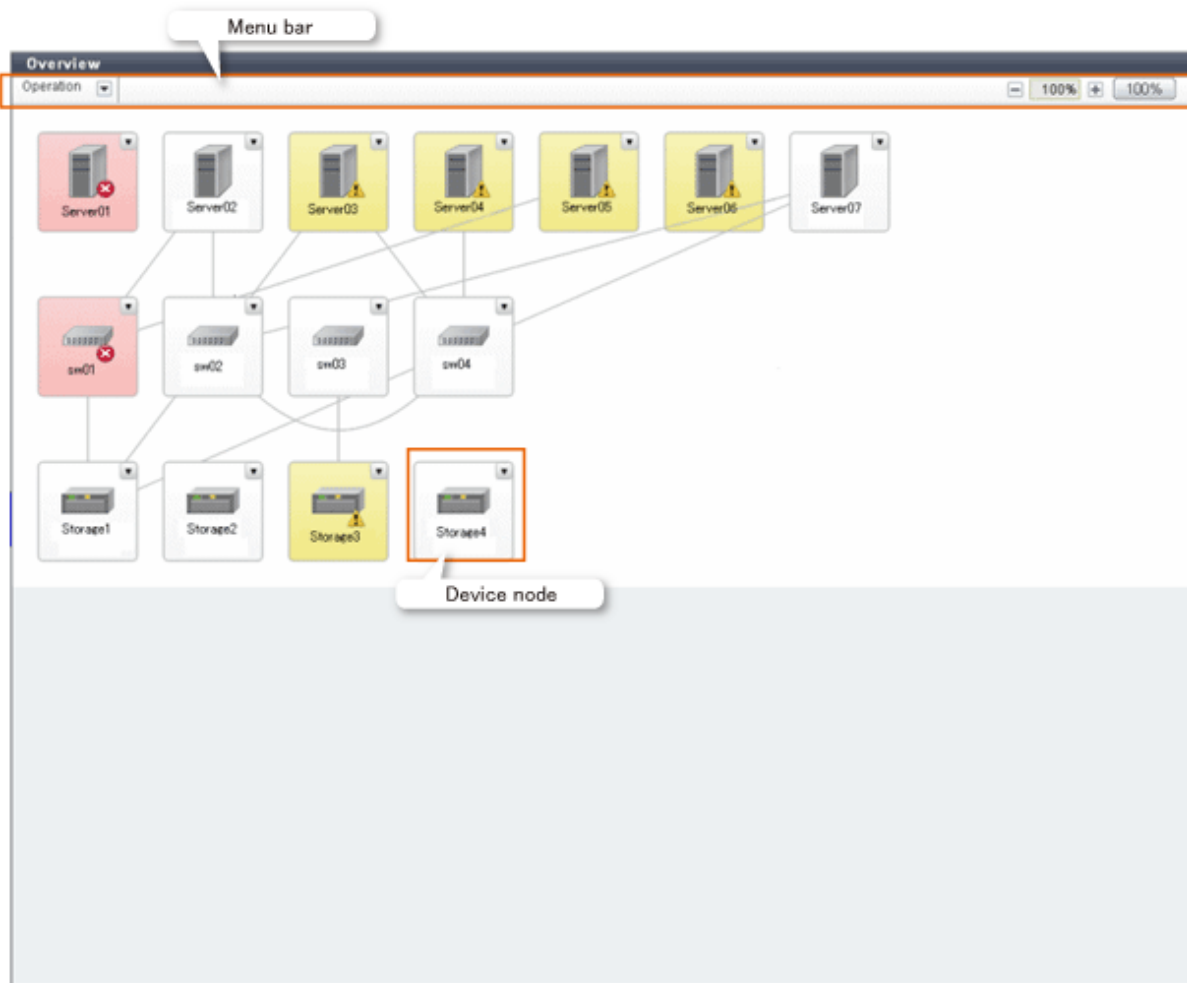 Menu bar
Overview
Operation
100%
100%
Server01
Server02
Server03
Server04
Server05
Server06
Server07
sw01
sw02
sw03
sw04
Storage1
Storage2
Storage3
Storage4
Device node